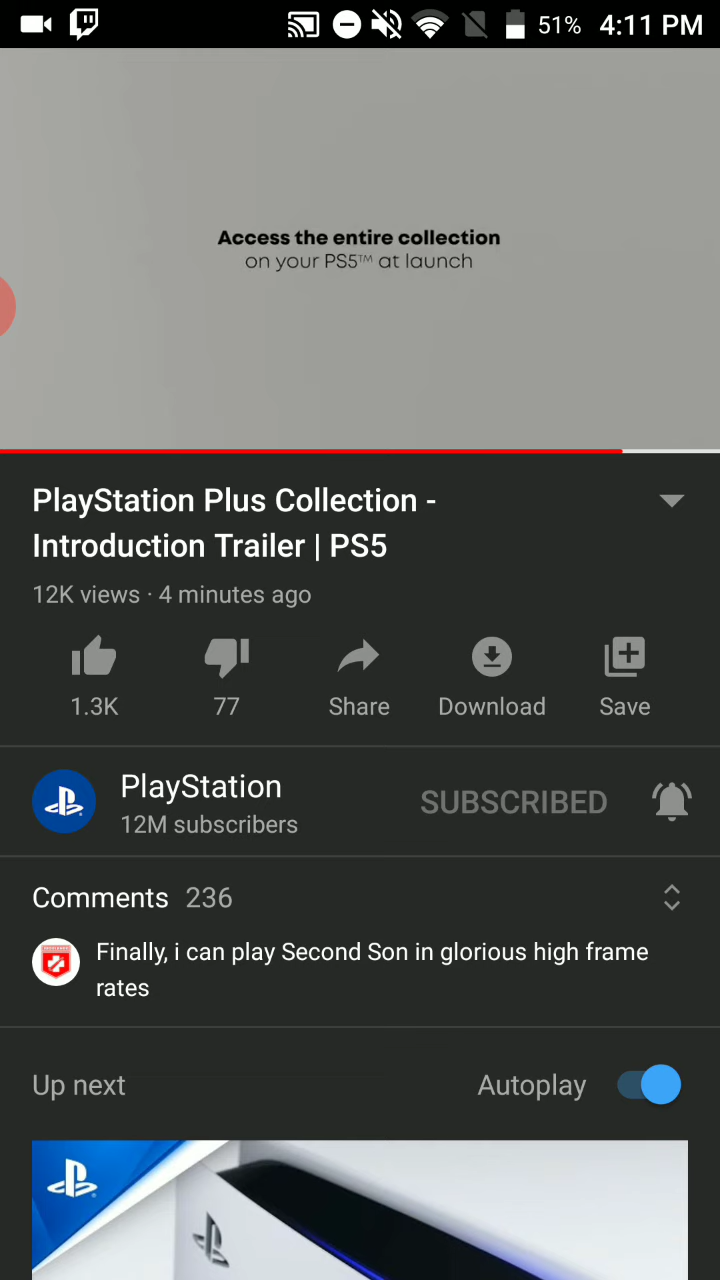 51% 4:11 PM
Access the entire collection
on your PS5™ at launch
PlayStation Plus Collection -
Introduction Trailer | PS5
12K views · 4 minutes ago
1.3K 77 Share Download Save
PlayStation
12M subscribers
SUBSCRIBED
Comments 236
Finally, i can play Second Son in glorious high frame
rates
Up next Autoplay